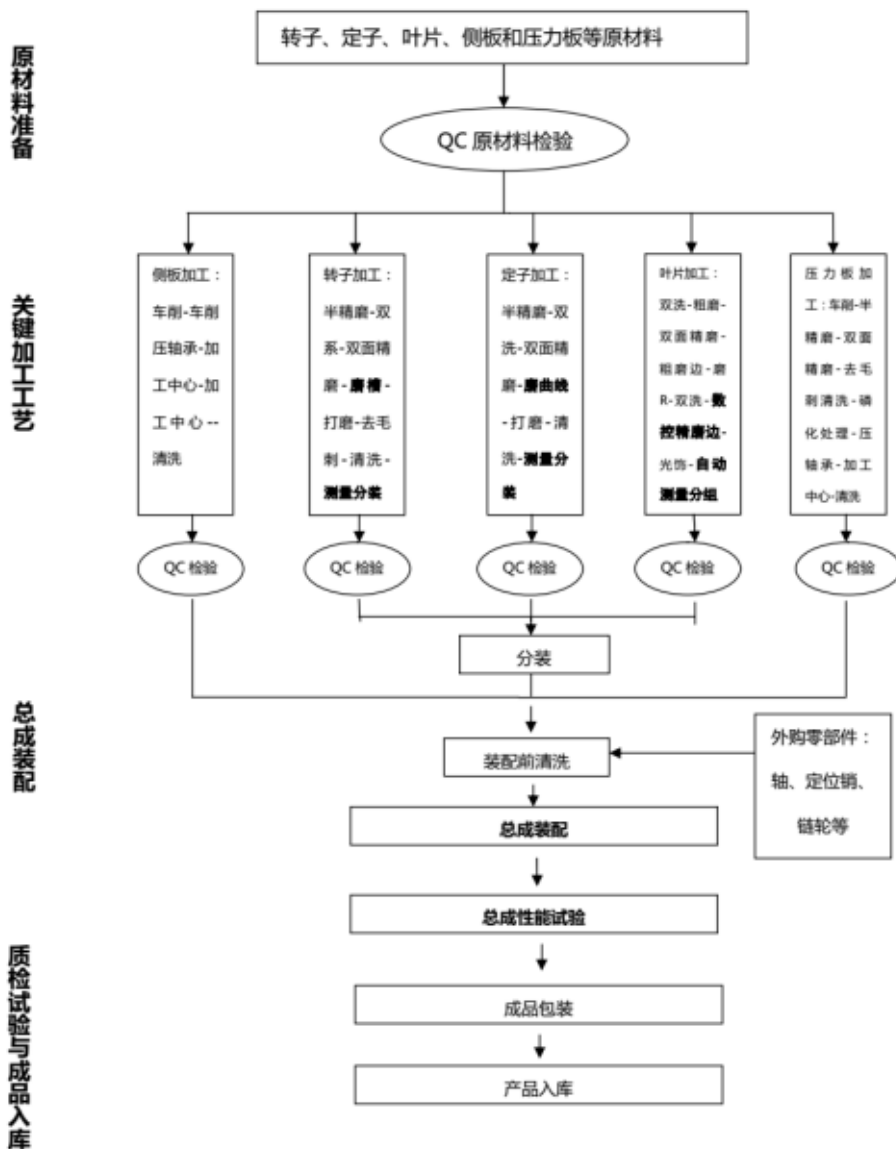 原材料准备
转子、定子、叶片、侧板和压力板等原材料
QC 原材料检验
关键加工工艺
侧板加工：
车削-车削
压轴承-加
工中心-加
工中心--
清洗
转子加工：
半精磨-双
系-双面精
磨-磨槽-
打磨-去毛
刺-清洗-
测量分装
定子加工：
半精磨-双
洗-双面精
磨-磨曲线
-打磨-清
洗-测量分
装
叶片加工：
双洗-粗磨-
双面精磨-
粗磨边-磨
R-双洗-数
控精磨边-
光饰-自动
测量分组
压力板加
工：车削-半
精磨-双面
精磨-去毛
刺清洗-磷
化处理-压
轴承-加工
中心-清洗
QC 检验
QC 检验
QC 检验
QC 检验
QC 检验
分装
总成装配
装配前清洗
外购零部件：
轴、定位销、
链轮等
总成装配
总成性能试验
质检试验与成品入库
成品包装
产品入库